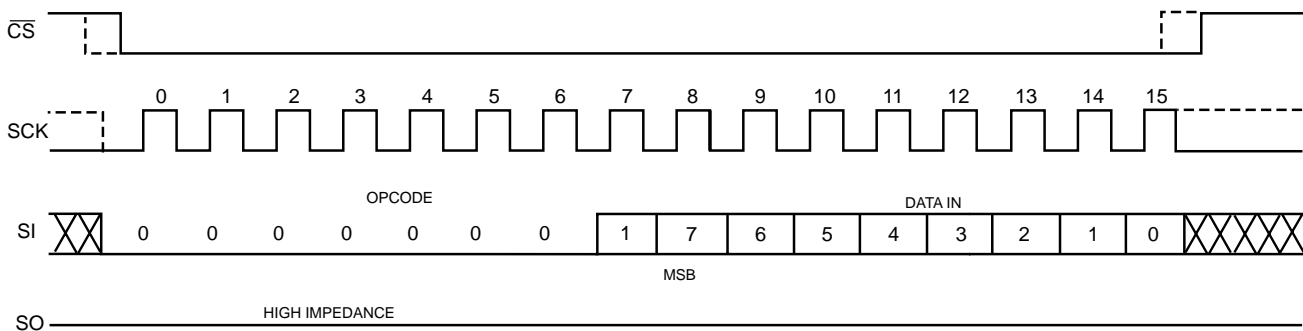 CS
0 1 2 3 4 5 6 7 8 9 10 11 12 13 14 15
SCK
OPCODE DATA IN
SI 0 0 0 0 0 0 0 1 7 6 5 4 3 2 1 0
MSB
HIGH IMPEDANCE
SO